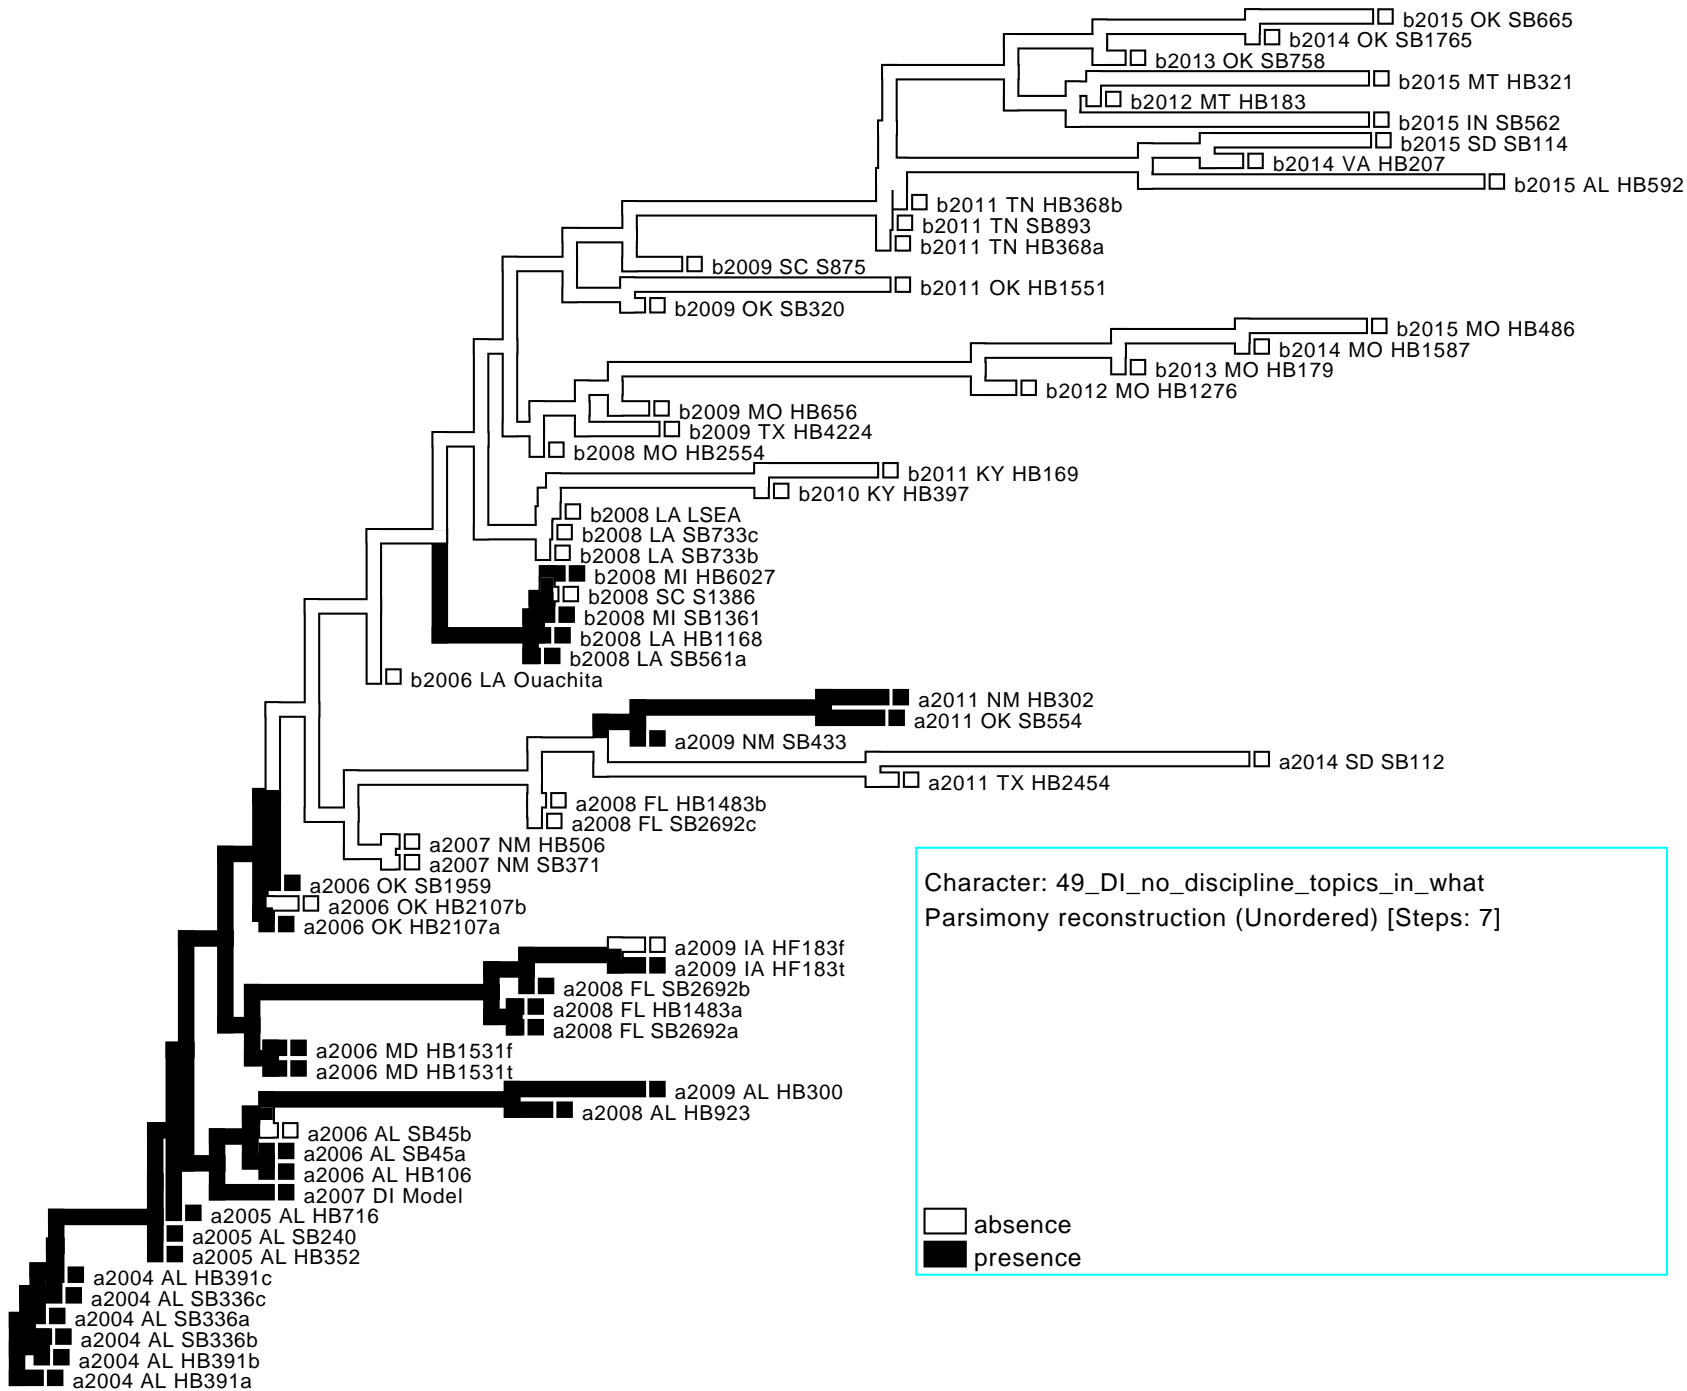 b2015 OK SB665
b2014 OK SB1765
b2013 OK SB758
b2015 MT HB321
b2012 MT HB183
b2015 IN SB562
b2015 SD SB114
b2014 VA HB207
b2015 AL HB592
b2011 TN HB368b
b2011 TN SB893
b2011 TN HB368a
b2009 SC S875
b2011 OK HB1551
b2009 OK SB320
b2015 MO HB486
b2014 MO HB1587
b2013 MO HB179
b2012 MO HB1276
b2009 MO HB656
b2009 TX HB4224
b2008 MO HB2554
b2011 KY HB169
b2010 KY HB397
b2008 LA LSEA
b2008 LA SB733c
b2008 LA SB733b
b2008 MI HB6027
b2008 SC S1386
b2008 MI SB1361
b2008 LA HB1168
b2008 LA SB561a
b2006 LA Ouachita
a2011 NM HB302
a2011 OK SB554
a2009 NM SB433
a2014 SD SB112
a2011 TX HB2454
a2008 FL HB1483b
a2008 FL SB2692c
a2007 NM HB506
a2007 NM SB371
a2006 OK SB1959
a2006 OK HB2107b
a2006 OK HB2107a
a2009 IA HF183f
a2009 IA HF183t
a2008 FL SB2692b
a2008 FL HB1483a
a2008 FL SB2692a
a2006 MD HB1531f
a2006 MD HB1531t
a2009 AL HB300
a2008 AL HB923
a2006 AL SB45b
a2006 AL SB45a
a2006 AL HB106
a2007 DI Model
a2005 AL HB716
a2005 AL SB240
a2005 AL HB352
a2004 AL HB391c
a2004 AL SB336c
a2004 AL SB336a
a2004 AL SB336b
a2004 AL HB391b
a2004 AL HB391a
Character: 49_DI_no_discipline_topics_in_what
Parsimony reconstruction (Unordered) [Steps: 7]
absence
presence